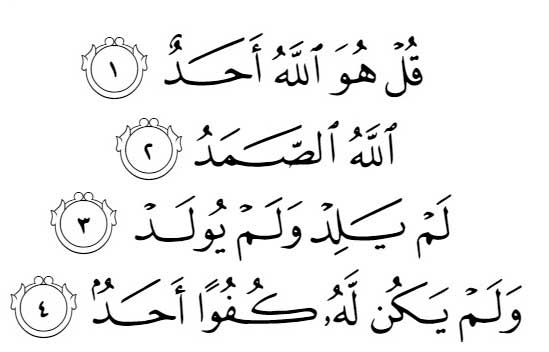 قُلْ هُوَ ٱللَّهُ أَحَدٌ ١
ٱللَّهُ ٱلصَّمَدُ ٢
لَمْ يَلِدْ وَلَمْ يُولَدْ ٣
وَلَمْ يَكُن لَّهُۥ كُفُوًا أَحَدٌۢ ٤